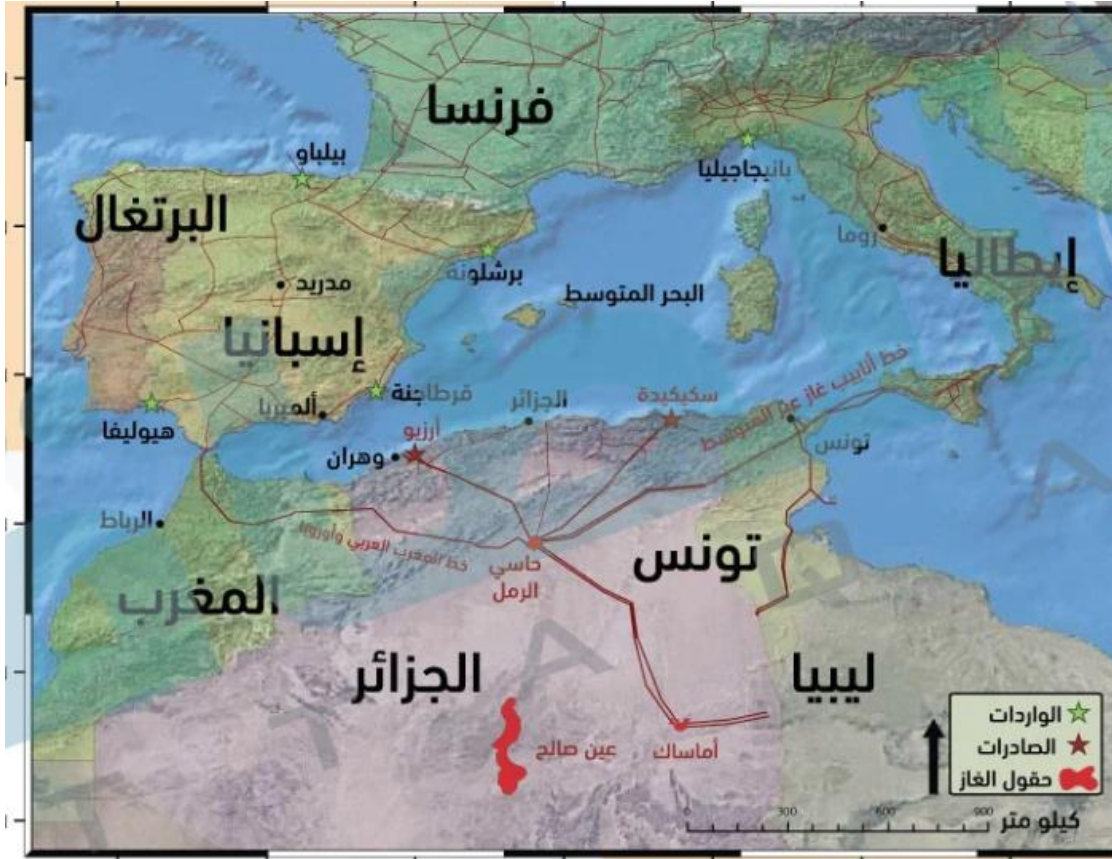 فرنسا
بيلباو
بانيجاجيليا
البرتغال
روما
برشلونة
إيطاليا
مدريد
البحر المتوسط
إسبانيا
خط أنابيب غاز عبر المتوسط
قرطاجنة
الجزائر
سكيكيدة
ألميريا
هيوليفا
أرزيو
تونس
وهران
الرباط
خط المغرب العربي وأوروبا
حاسي
الرمل
تونس
المغرب
الجزائر
ليبيا
عين صالح
أماساك
الواردات
الصادرات
حقول الغاز
300 600 900
كيلو متر